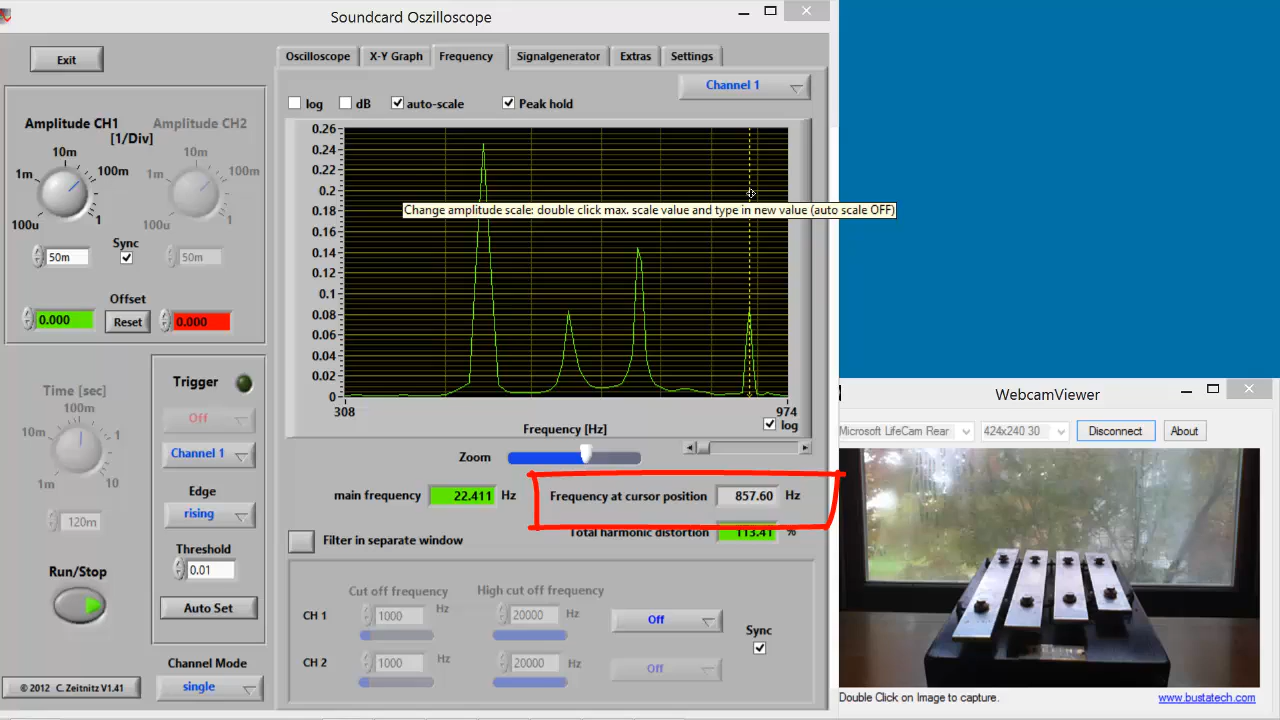 Soundcard Oszilloscope
Exit
Oscilloscope X-Y Graph Frequency Signalgenerator Extras Settings
Channel 1
log dB auto-scale Peak hold
Amplitude CH1 Amplitude CH2
[1/Div]
10m 10m
1m 100m 1m 100m
100u 1 100u 1
Sync
50m 50m
Offset
0.000 Reset 0.000
0.26
0.24
0.22
0.2
0.18
0.16
0.14
0.12
0.1
0.08
0.06
0.04
0.02
0
Change amplitude scale: double click max. scale value and type in new value (auto scale OFF)
308 974
log
Frequency [Hz]
Zoom
main frequency 22.411 Hz
Frequency at cursor position 857.60 Hz
Total harmonic distortion 113.41 %
Filter in separate window
Time [sec]
100m
10m 1
1m 10
120m
Trigger
Off
Channel 1
Edge
rising
Threshold
0.01
Auto Set
Run/Stop
Channel Mode
single
© 2012 C. Zeitnitz V1.41
Cut off frequency High cut off frequency
CH 1 1000 Hz 20000 Hz Off
Sync
CH 2 1000 Hz 20000 Hz Off
WebcamViewer
Microsoft LifeCam Rear 424x240 30 Disconnect About
Double Click on Image to capture. www.bustatech.com